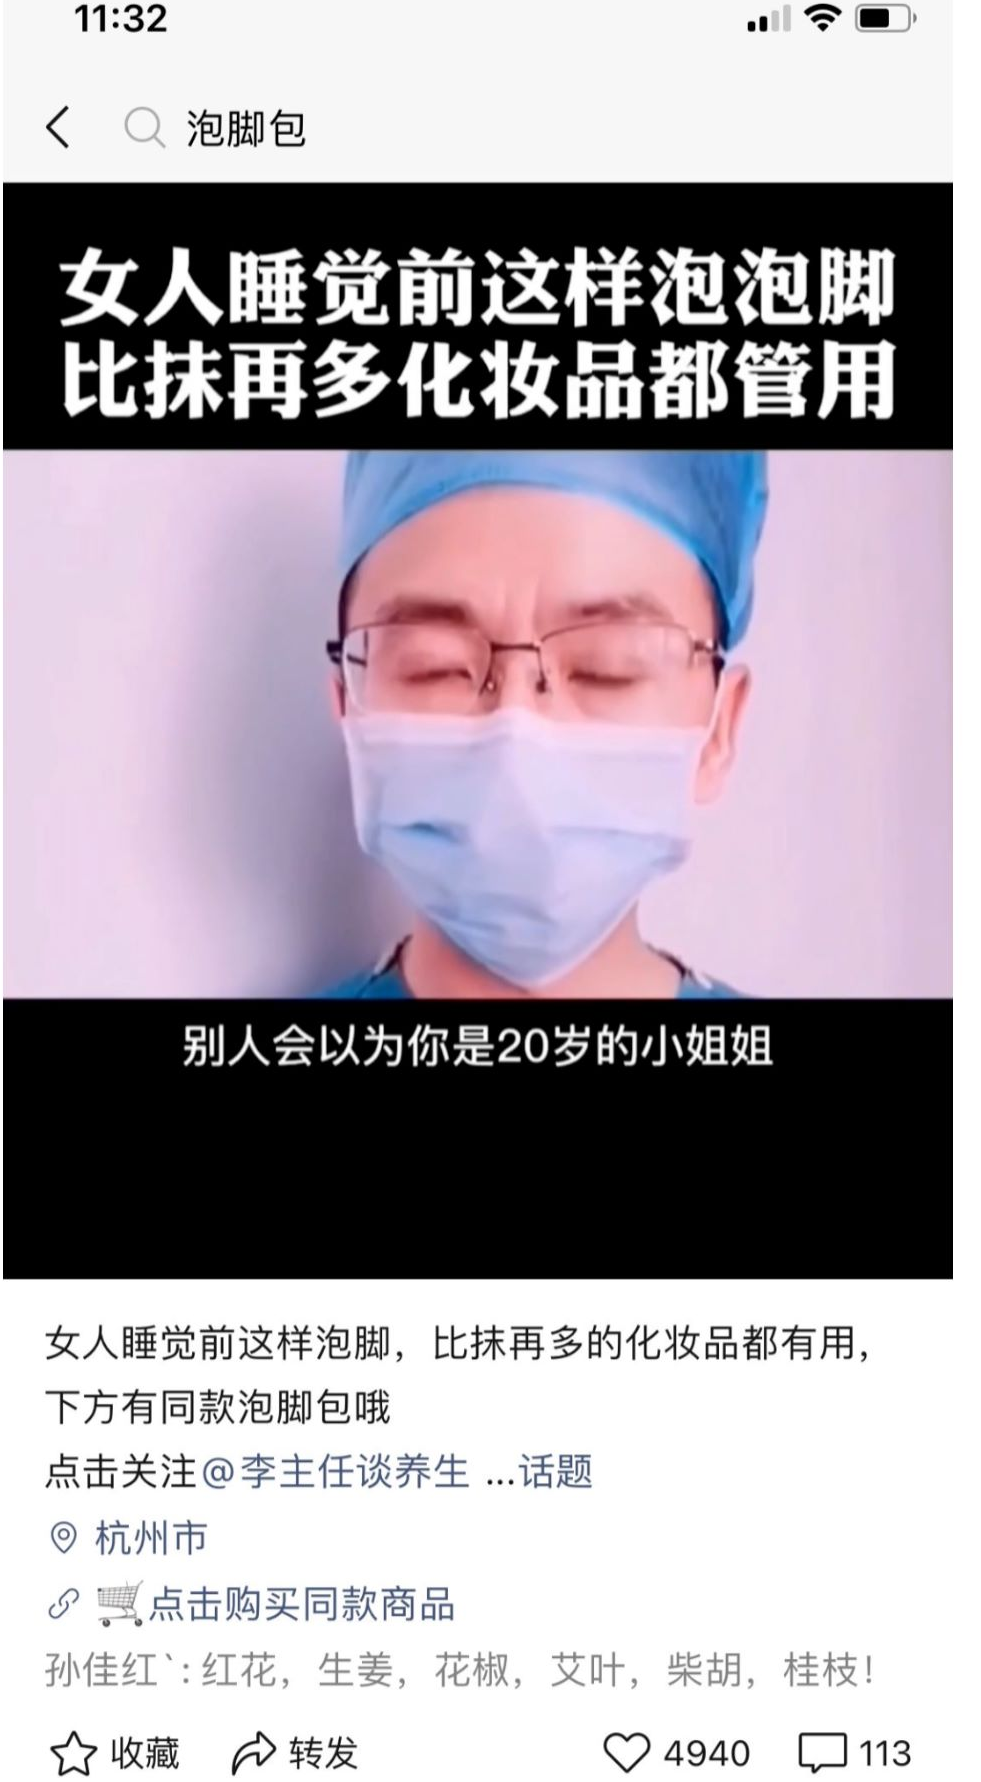 11:32
泡脚包
女人睡觉前这样泡泡脚
比抹再多化妆品都管用
别人会以为你是20岁的小姐姐
女人睡觉前这样泡脚，比抹再多的化妆品都有用，
下方有同款泡脚包哦
点击关注@李主任谈养生 ...话题
杭州市
点击购买同款商品
孙佳红`：红花，生姜，花椒，艾叶，柴胡，桂枝！
收藏 转发 4940 113